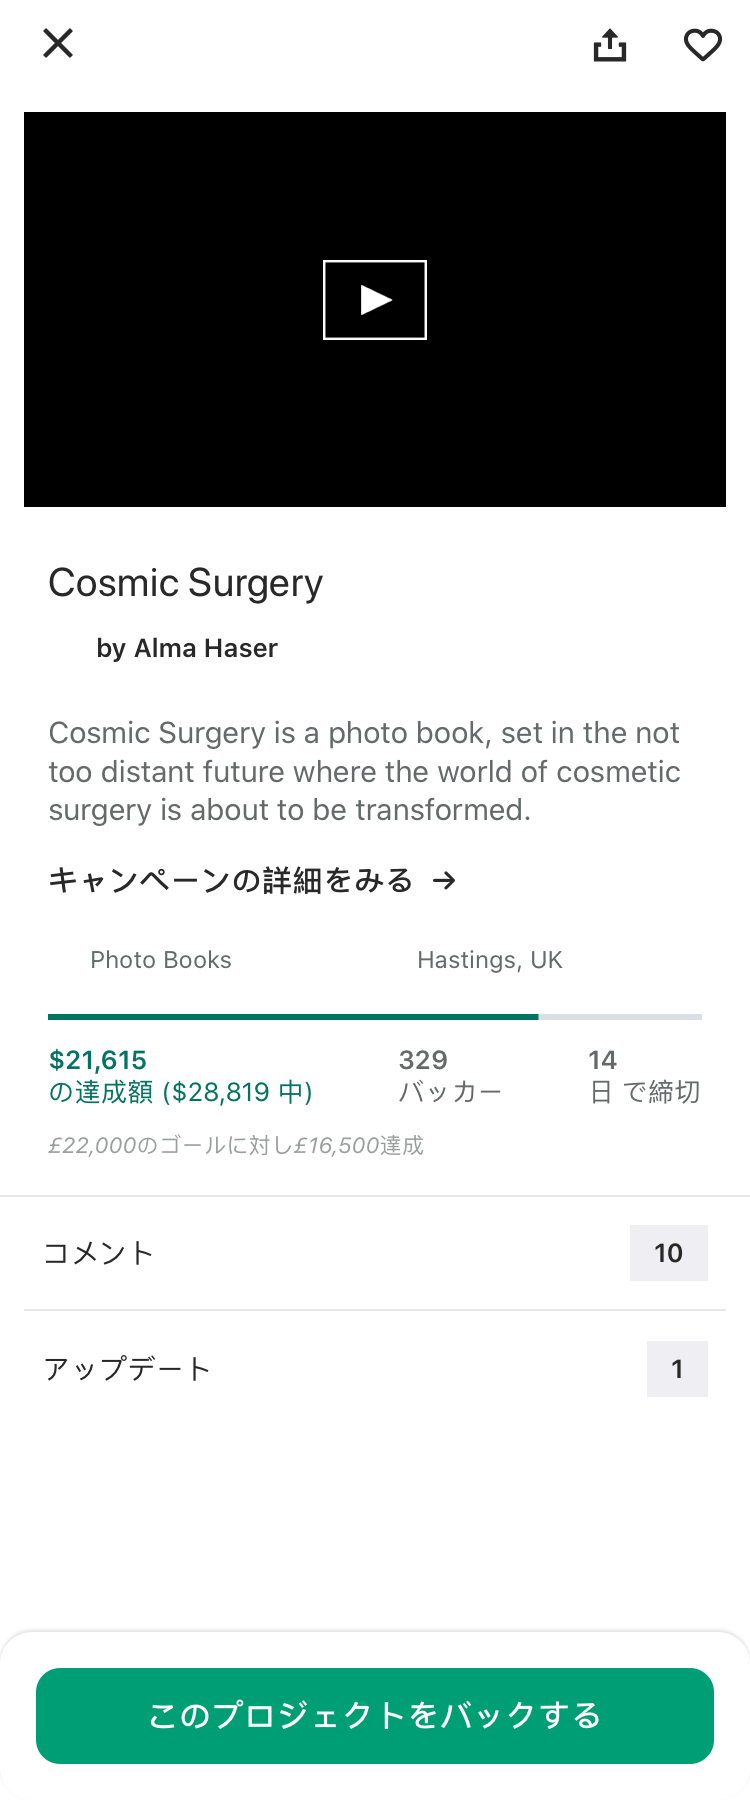 Cosmic Surgery
by Alma Haser
Cosmic Surgery is a photo book, set in the not
too distant future where the world of cosmetic
surgery is about to be transformed.
キャンペーンの詳細をみる →
Photo Books
Hastings, UK
$21,615
の達成額 ($28,819 中)
329
バッカー
14
日 で締切
£22,000のゴールに対し£16,500達成
コメント
10
アップデート
1
このプロジェクトをバックする